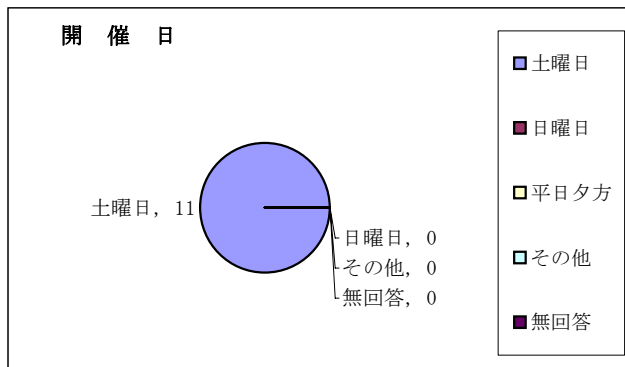 開 催 日
土曜日, 11
日曜日, 0
その他, 0
無回答, 0
土曜日
日曜日
平日夕方
その他
無回答